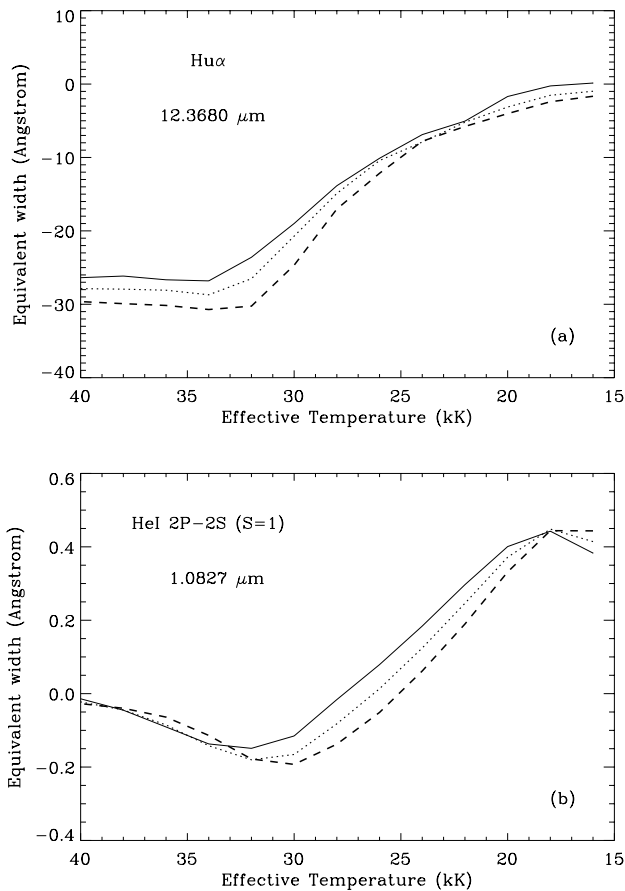 10
0
-10
-20
-30
-40
Equivalent width (Angstrom)
Huα
12.3680 μm
(a)
40 35 30 25 20 15
Effective Temperature (kK)
0.6
0.4
0.2
0.0
-0.2
-0.4
Equivalent width (Angstrom)
HeI 2P-2S (S=1)
1.0827 μm
(b)
40 35 30 25 20 15
Effective Temperature (kK)